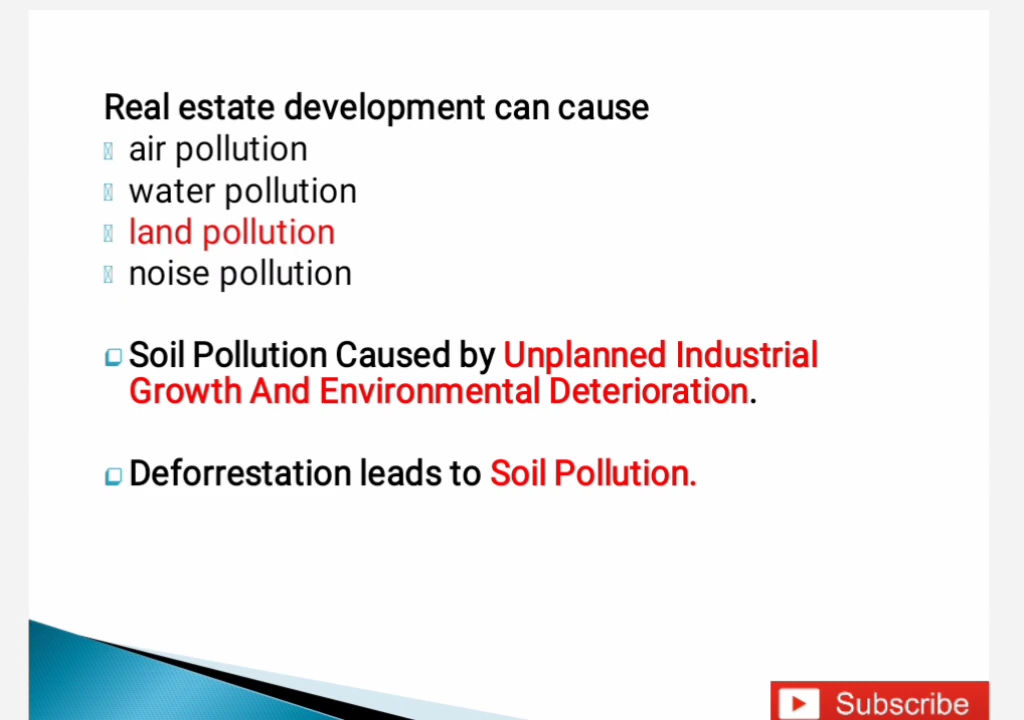 Real estate development can cause
air pollution
water pollution
land pollution
noise pollution
Soil Pollution Caused by Unplanned Industrial
Growth And Environmental Deterioration.
Deforrestation leads to Soil Pollution.
Subscribe